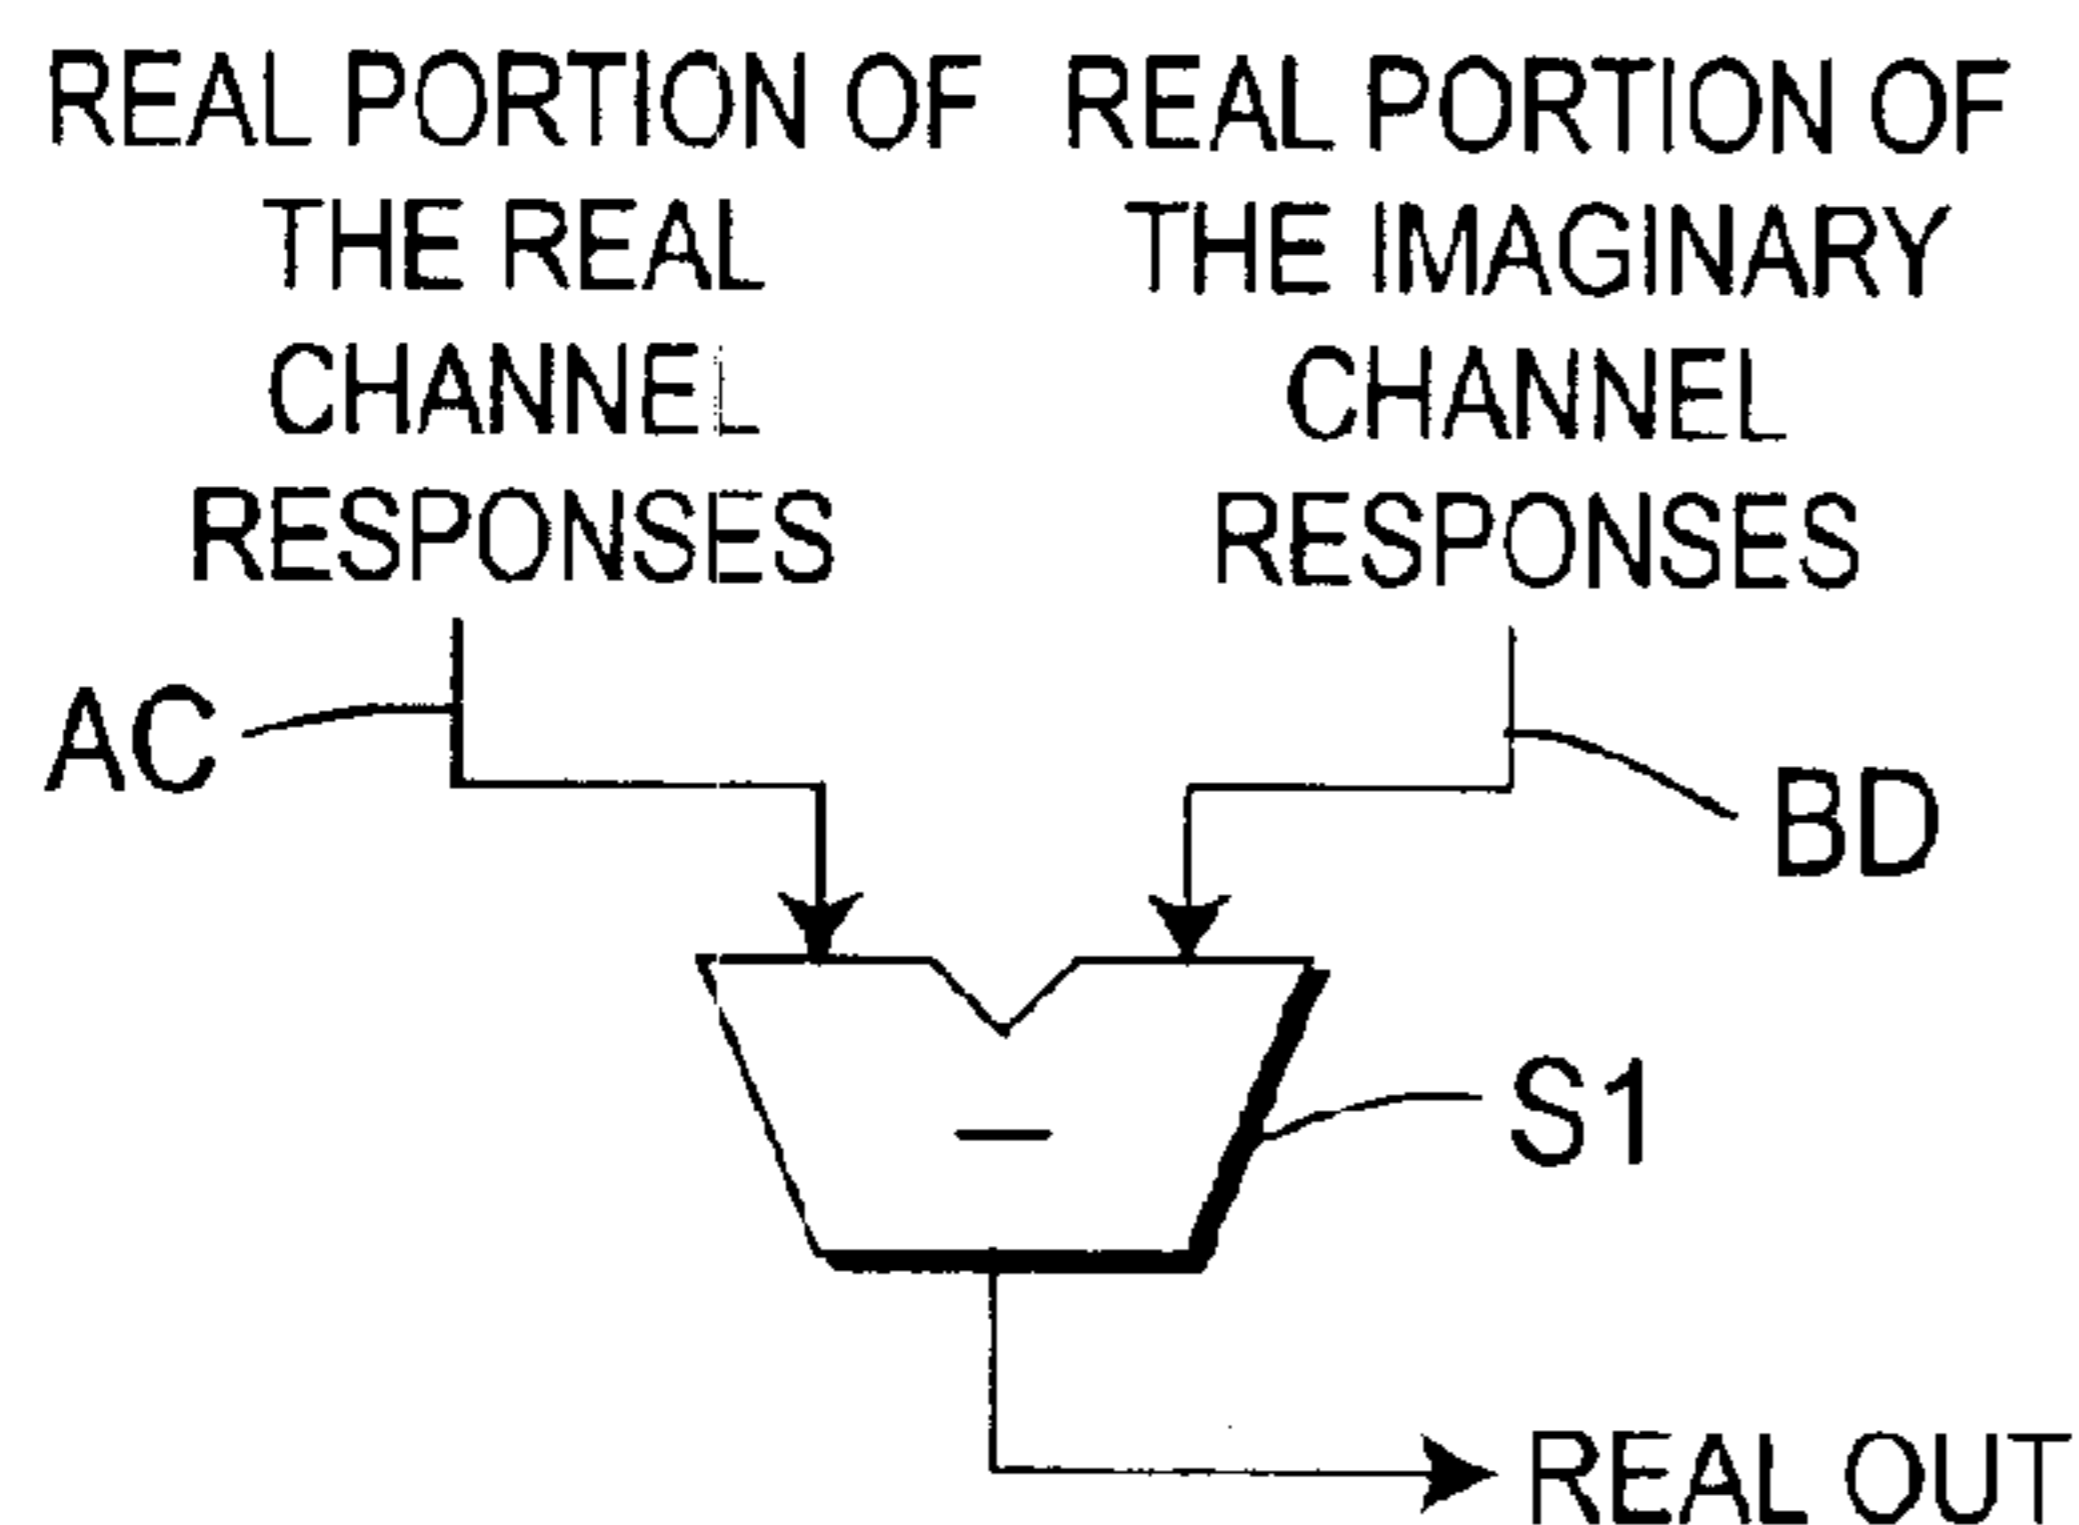 REAL PORTION OF
THE REAL
CHANNEL
RESPONSES
REAL PORTION OF
THE IMAGINARY
CHANNEL
RESPONSES
AC
BD
–
S1
REAL OUT